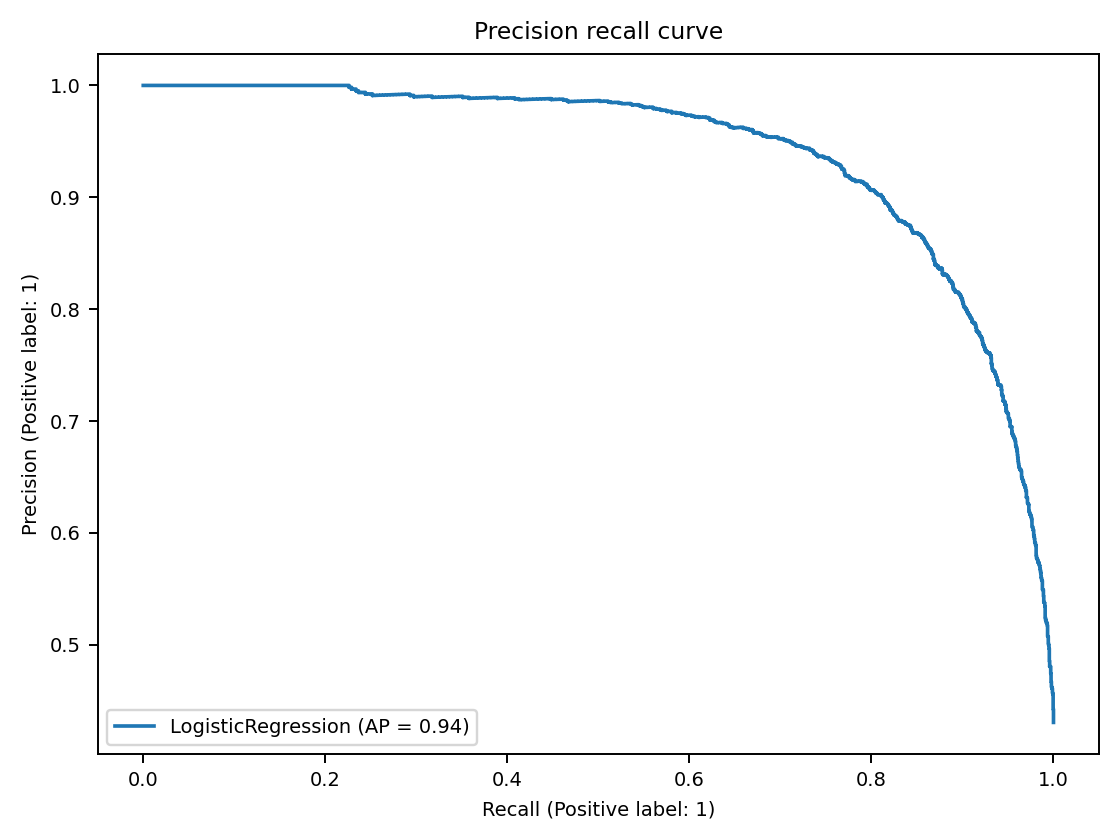 Precision recall curve
Precision (Positive label: 1)
1.0
0.9
0.8
0.7
0.6
0.5
LogisticRegression (AP = 0.94)
0.0 0.2 0.4 0.6 0.8 1.0
Recall (Positive label: 1)